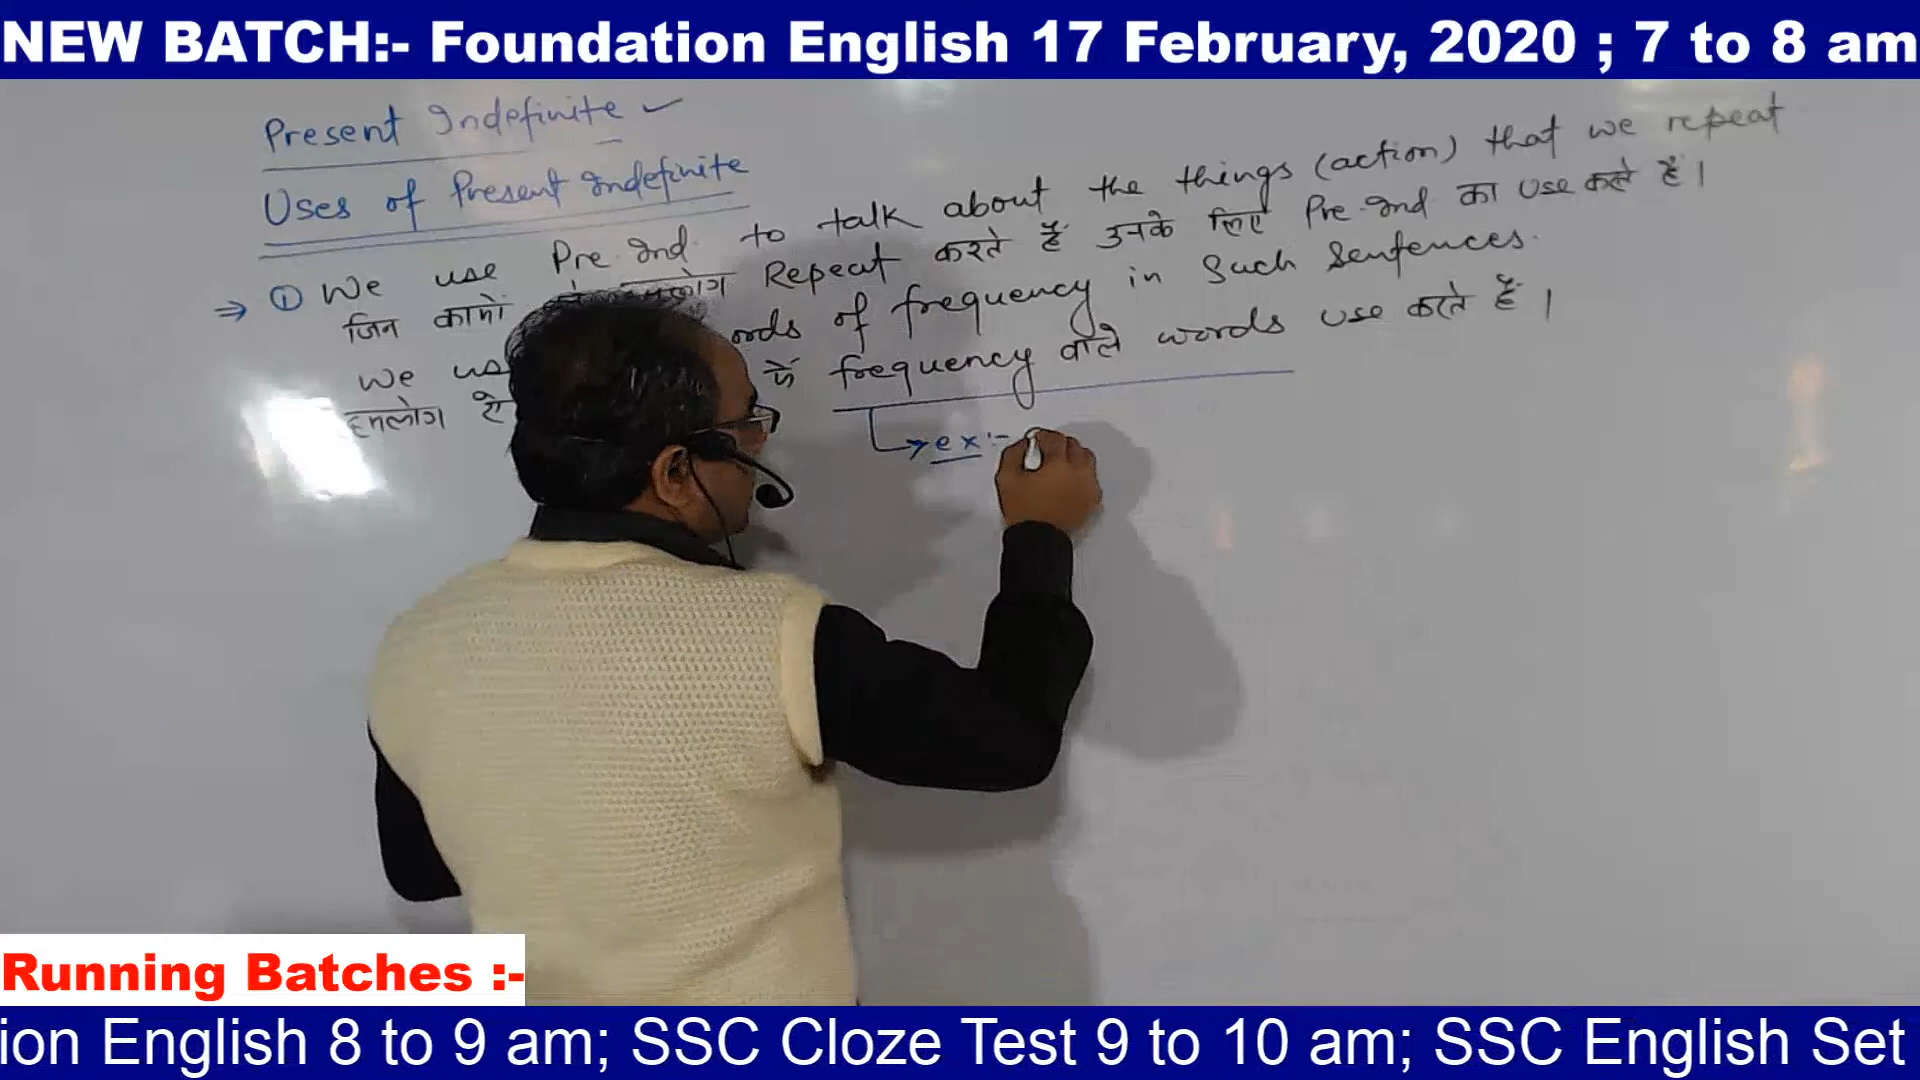 NEW BATCH:- Foundation English 17 February, 2020 ; 7 to 8 am
Present Indefinite
Uses of Present Indefinite
⇒ ① We use Pre. Ind. to talk about the things (action) that we repeat
जिन कामों Repeat करते हैं उनके लिए Pre. Ind का use करते हैं।
We us ords of frequency in Such Sentences.
हमलोग ऐ में frequency वाले words use करते हैं।
ex:-
Running Batches :-
ion English 8 to 9 am; SSC Cloze Test 9 to 10 am; SSC English Set